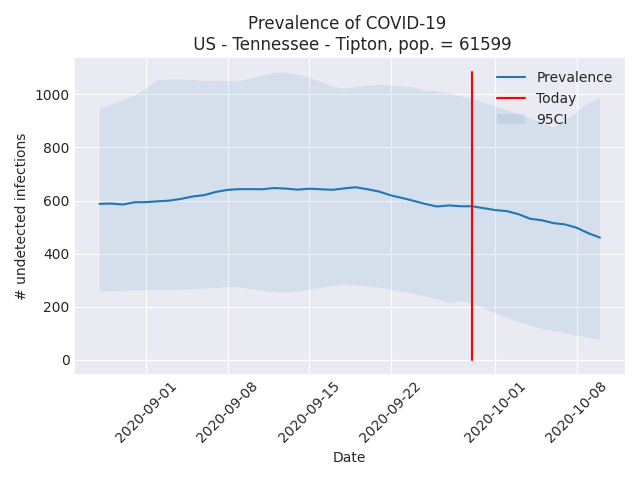 Prevalence of COVID-19
US - Tennessee - Tipton, pop. = 61599
Prevalence
Today
95CI
# undetected infections
1000
800
600
400
200
0
2020-09-01
2020-09-08
2020-09-15
2020-09-22
2020-10-01
2020-10-08
Date